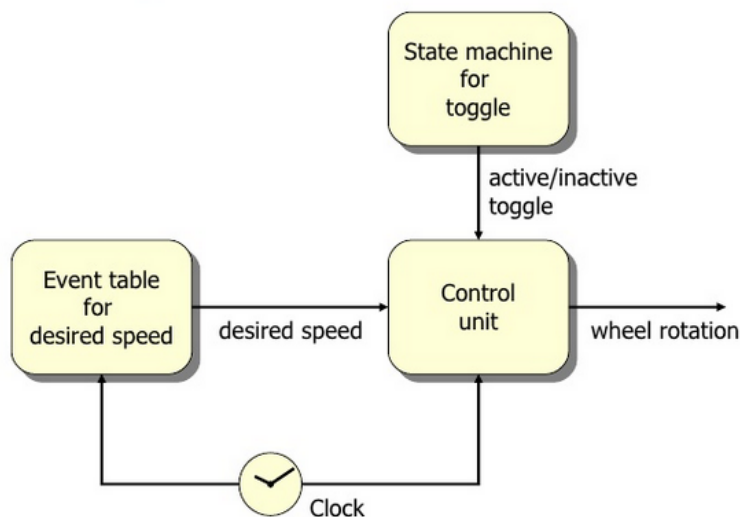 State machine
for
toggle
active/inactive
toggle
Event table
for
desired speed
desired speed
Control
unit
wheel rotation
Clock